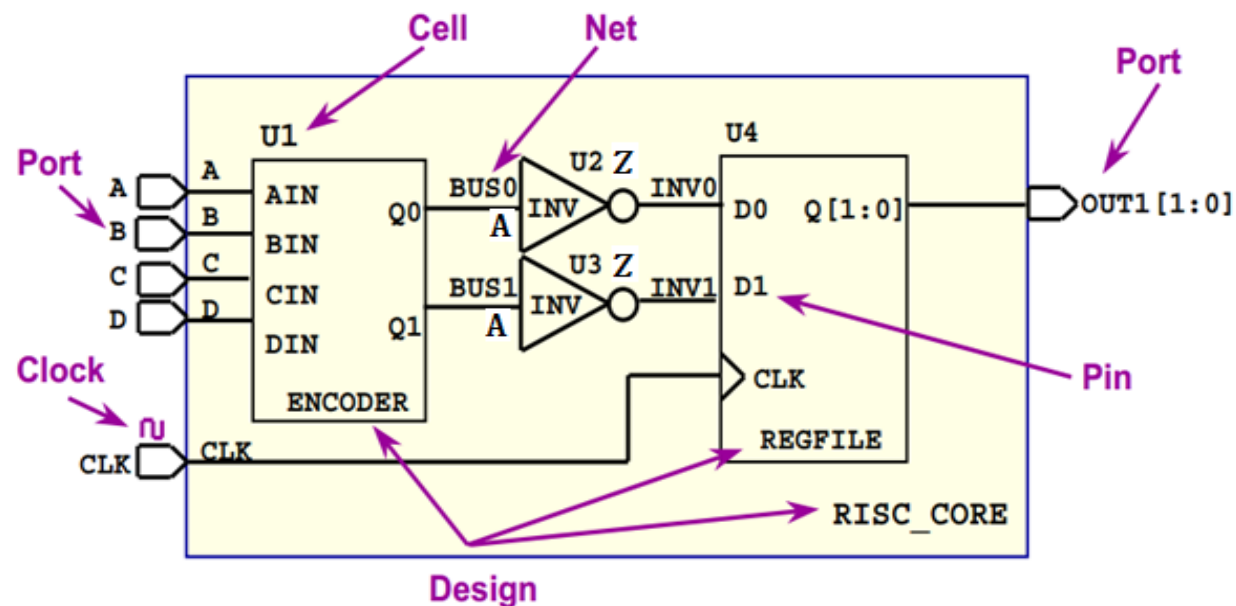 Cell
Net
Port
U1
U4
Port
U2 Z
A
A
AIN
BUS0
INV
INV0
D0
Q[1:0]
OUT1[1:0]
Q0
A
B
B
BIN
U3 Z
C
C
CIN
BUS1
INV
INV1
D1
Q1
A
D
D
DIN
Clock
ENCODER
CLK
Pin
CLK
CLK
REGFILE
RISC_CORE
Design